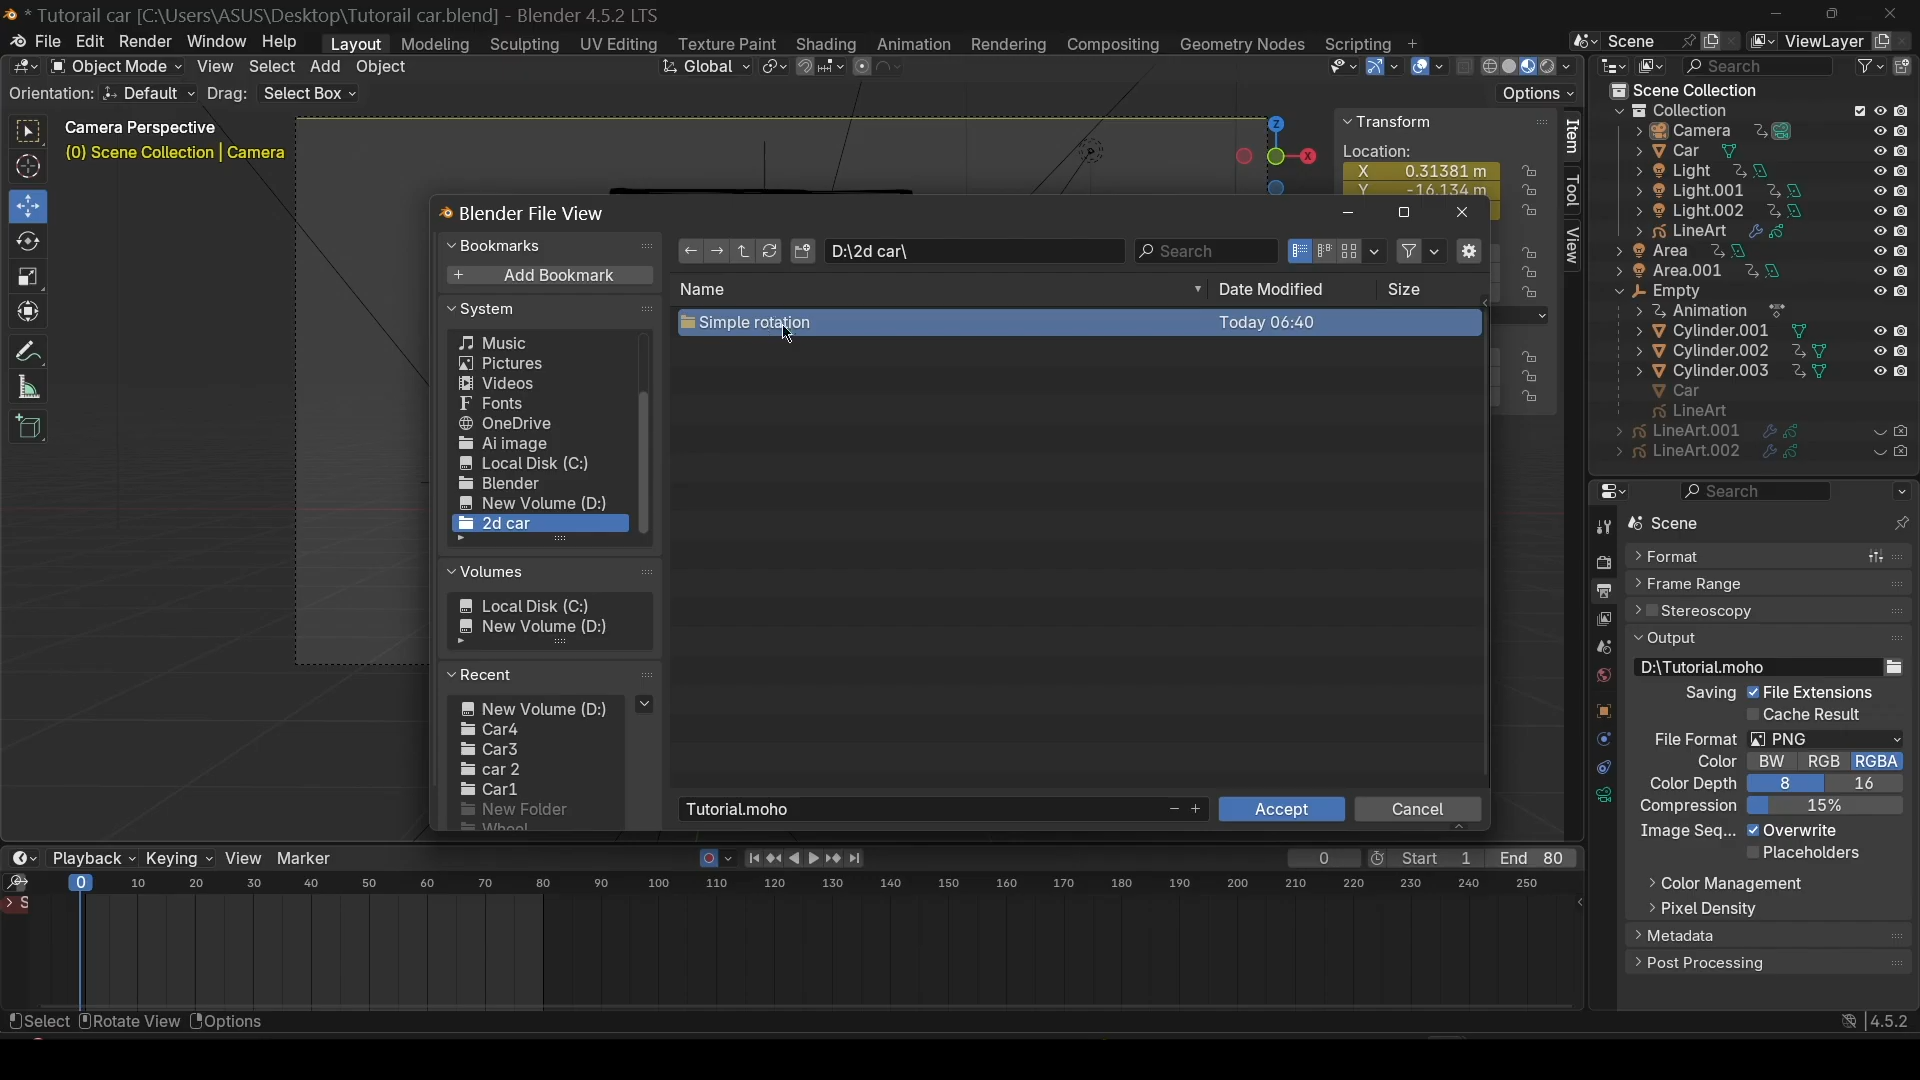 * Tutorail car [C:\Users\ASUS\Desktop\Tutorail car.blend] - Blender 4.5.2 LTS
File Edit Render Window Help Layout Modeling Sculpting UV Editing Texture Paint Shading Animation Rendering Compositing Geometry Nodes Scripting + Scene ViewLayer
Object Mode View Select Add Object Global Search
Orientation: Default Drag: Select Box Options
Camera Perspective
(0) Scene Collection | Camera
Z
X
Transform
Location:
X 0.31381 m
Y -16.134 m
Item
Tool
View
Scene Collection
Collection
Camera
Car
Light
Light.001
Light.002
LineArt
Area
Area.001
Empty
Animation
Cylinder.001
Cylinder.002
Cylinder.003
Car
LineArt
LineArt.001
LineArt.002
Blender File View
Bookmarks
Add Bookmark
System
Music
Pictures
Videos
Fonts
OneDrive
Ai image
Local Disk (C:)
Blender
New Volume (D:)
2d car
Volumes
Local Disk (C:)
New Volume (D:)
Recent
New Volume (D:)
Car4
Car3
car 2
Car1
New Folder
Wheel
D:\2d car\ Search
Name Date Modified Size
Simple rotation Today 06:40
Tutorial.moho Accept Cancel
Search
Scene
Format
Frame Range
Stereoscopy
Output
D:\Tutorial.moho
Saving File Extensions
Cache Result
File Format PNG
Color BW RGB RGBA
Color Depth 8 16
Compression 15%
Image Seq... Overwrite
Placeholders
Color Management
Pixel Density
Metadata
Post Processing
Playback Keying View Marker 0 Start 1 End 80
0 10 20 30 40 50 60 70 80 90 100 110 120 130 140 150 160 170 180 190 200 210 220 230 240 250
S
Select Rotate View Options 4.5.2